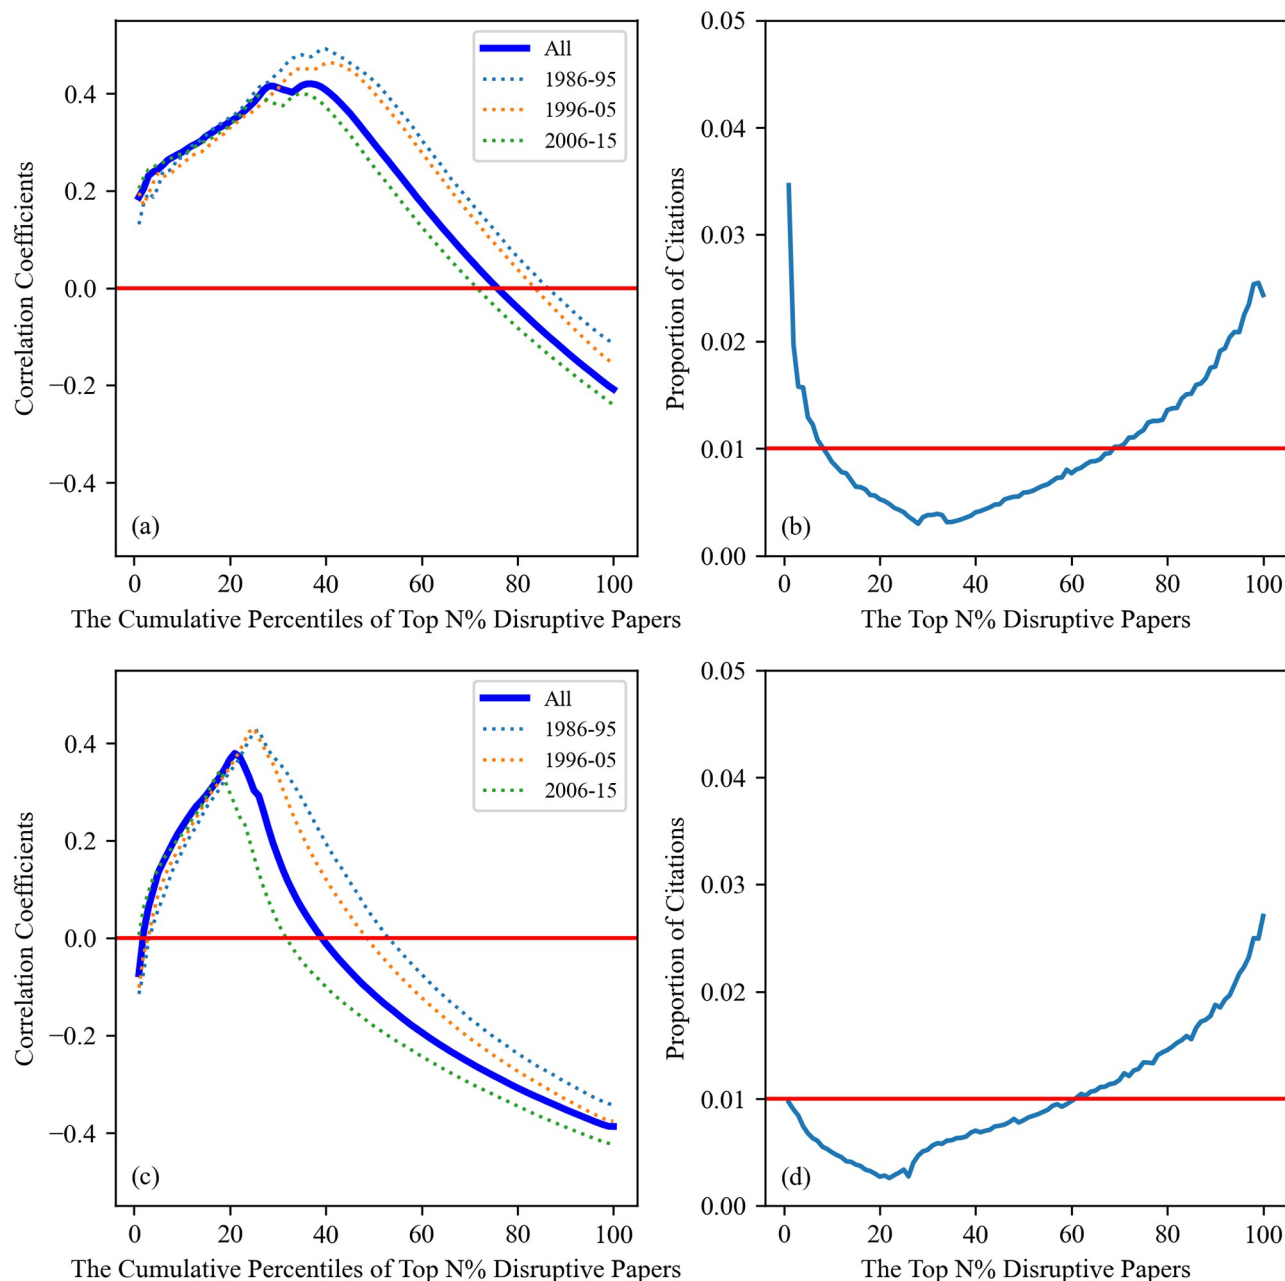 0.4
0.2
0.0
−0.2
−0.4
Correlation Coefficients
All
1986-95
1996-05
2006-15
(a)
0 20 40 60 80 100
The Cumulative Percentiles of Top N% Disruptive Papers
0.05
0.04
0.03
0.02
0.01
0.00
Proportion of Citations
(b)
0 20 40 60 80 100
The Top N% Disruptive Papers
0.4
0.2
0.0
−0.2
−0.4
Correlation Coefficients
All
1986-95
1996-05
2006-15
(c)
0 20 40 60 80 100
The Cumulative Percentiles of Top N% Disruptive Papers
0.05
0.04
0.03
0.02
0.01
0.00
Proportion of Citations
(d)
0 20 40 60 80 100
The Top N% Disruptive Papers